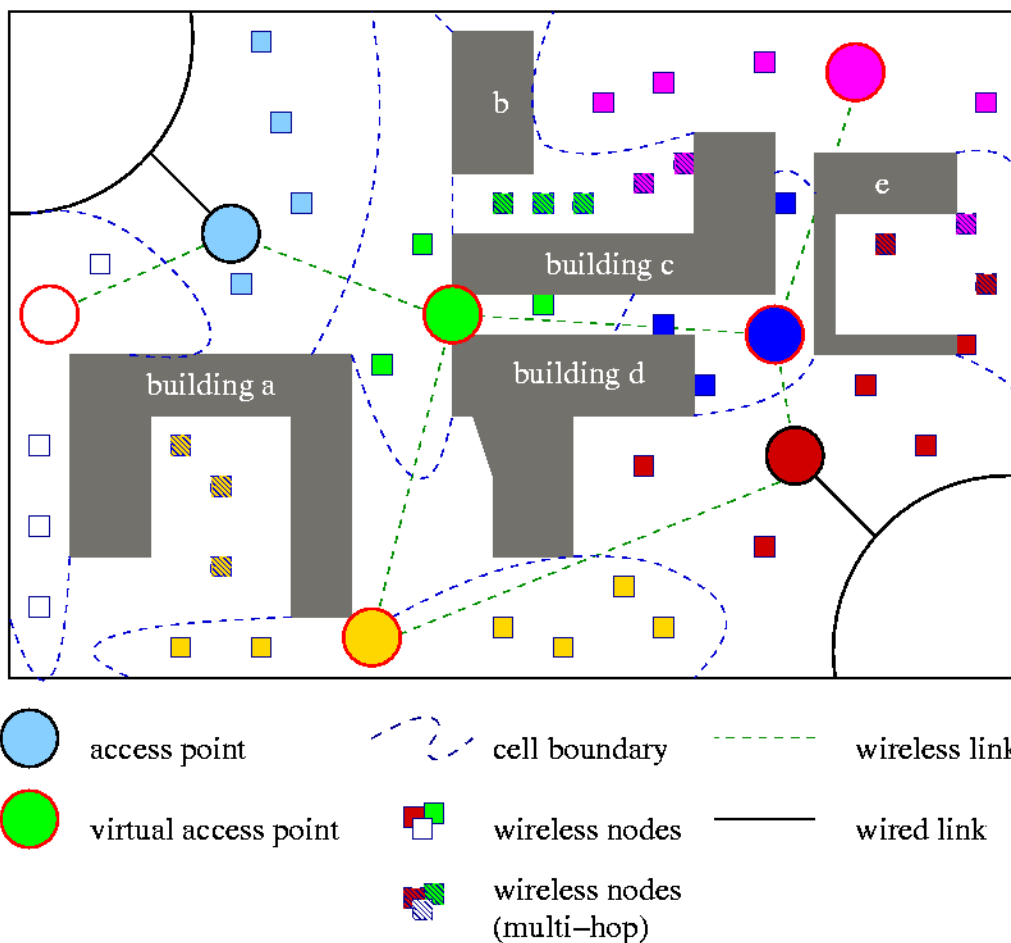 b
e
building c
building d
building a
access point
cell boundary
wireless link
virtual access point
wireless nodes
wired link
wireless nodes
(multi–hop)